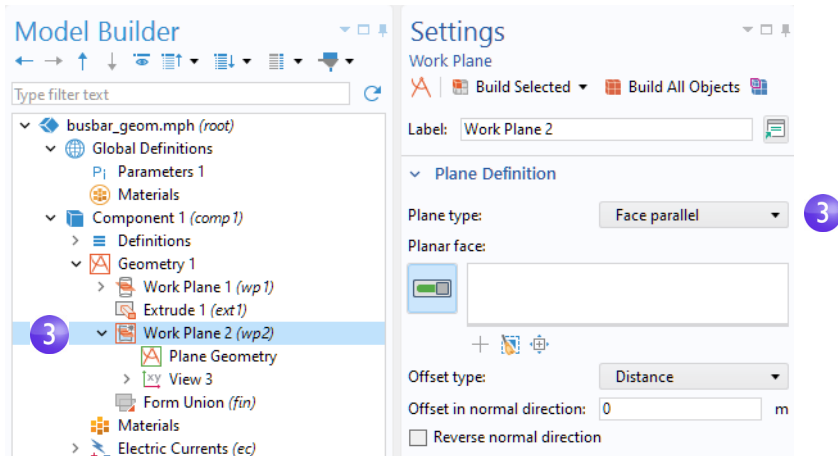 Model Builder
Type filter text
busbar_geom.mph (root)
Global Definitions
Pi Parameters 1
Materials
Component 1 (comp1)
Definitions
Geometry 1
Work Plane 1 (wp1)
Extrude 1 (ext1)
3
Work Plane 2 (wp2)
Plane Geometry
xy View 3
Form Union (fin)
Materials
Electric Currents (ec)
Settings
Work Plane
Build Selected
Build All Objects
Label: Work Plane 2
Plane Definition
Plane type: Face parallel
3
Planar face:
Offset type: Distance
Offset in normal direction: 0 m
Reverse normal direction